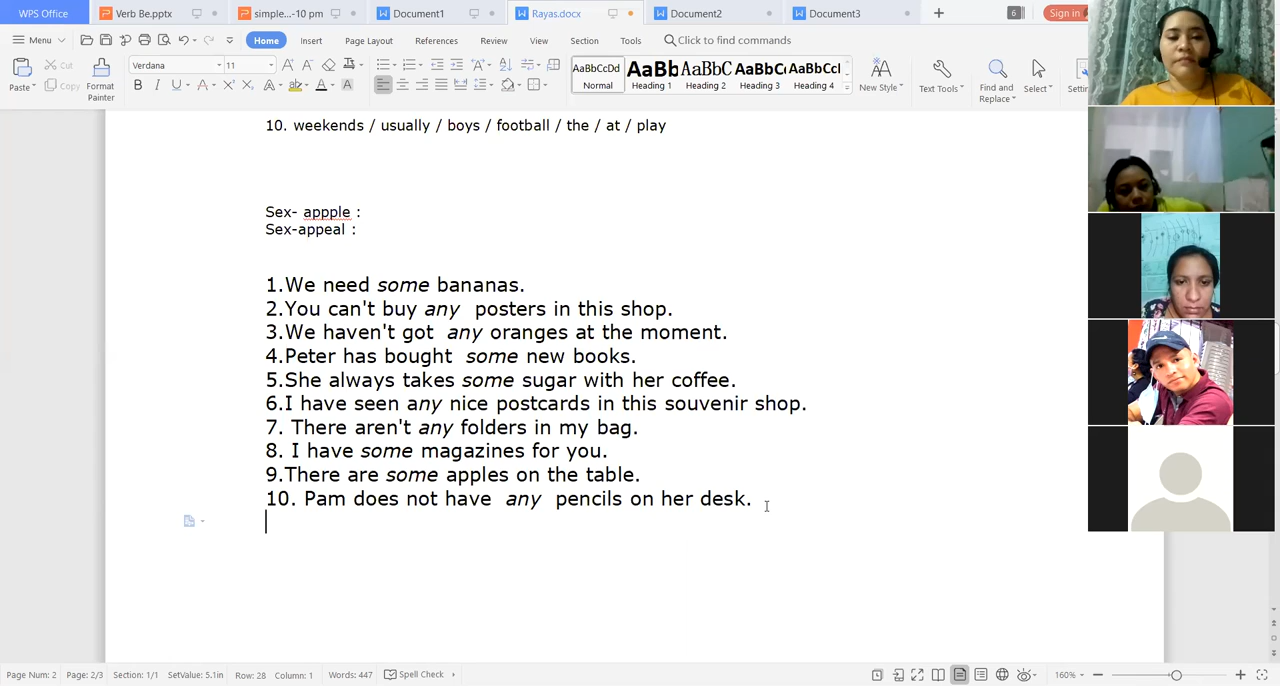 WPS Office
Verb Be.pptx
simple...-10 pm
Document1
Rayas.docx
Document2
Document3
+
6
Sign in
Menu
Home
Insert
Page Layout
References
Review
View
Section
Tools
Click to find commands
Paste
Cut
Copy
Format Painter
Verdana
11
AaBbCcDd
Normal
AaBb
Heading 1
AaBbC
Heading 2
AaBbC
Heading 3
AaBbCcl
Heading 4
New Style
Text Tools
Find and Replace
Select
10. weekends / usually / boys / football / the / at / play
Sex- appple :
Sex-appeal :
1.We need some bananas.
2.You can't buy any posters in this shop.
3.We haven't got any oranges at the moment.
4.Peter has bought some new books.
5.She always takes some sugar with her coffee.
6.I have seen any nice postcards in this souvenir shop.
7. There aren't any folders in my bag.
8. I have some magazines for you.
9.There are some apples on the table.
10. Pam does not have any pencils on her desk.
Page Num: 2 Page: 2/3 Section: 1/1 SetValue: 5.1in Row: 28 Column: 1 Words: 447 Spell Check 160%